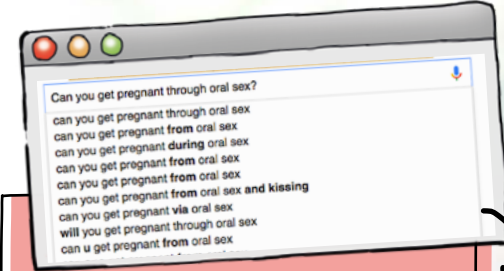 Can you get pregnant through oral sex?
can you get pregnant through oral sex
can you get pregnant from oral sex
can you get pregnant during oral sex
can you get pregnant from oral sex
can you get pregnant from oral sex
can you get pregnant from oral sex and kissing
can you get pregnant via oral sex
will you get pregnant through oral sex
can u get pregnant from oral sex